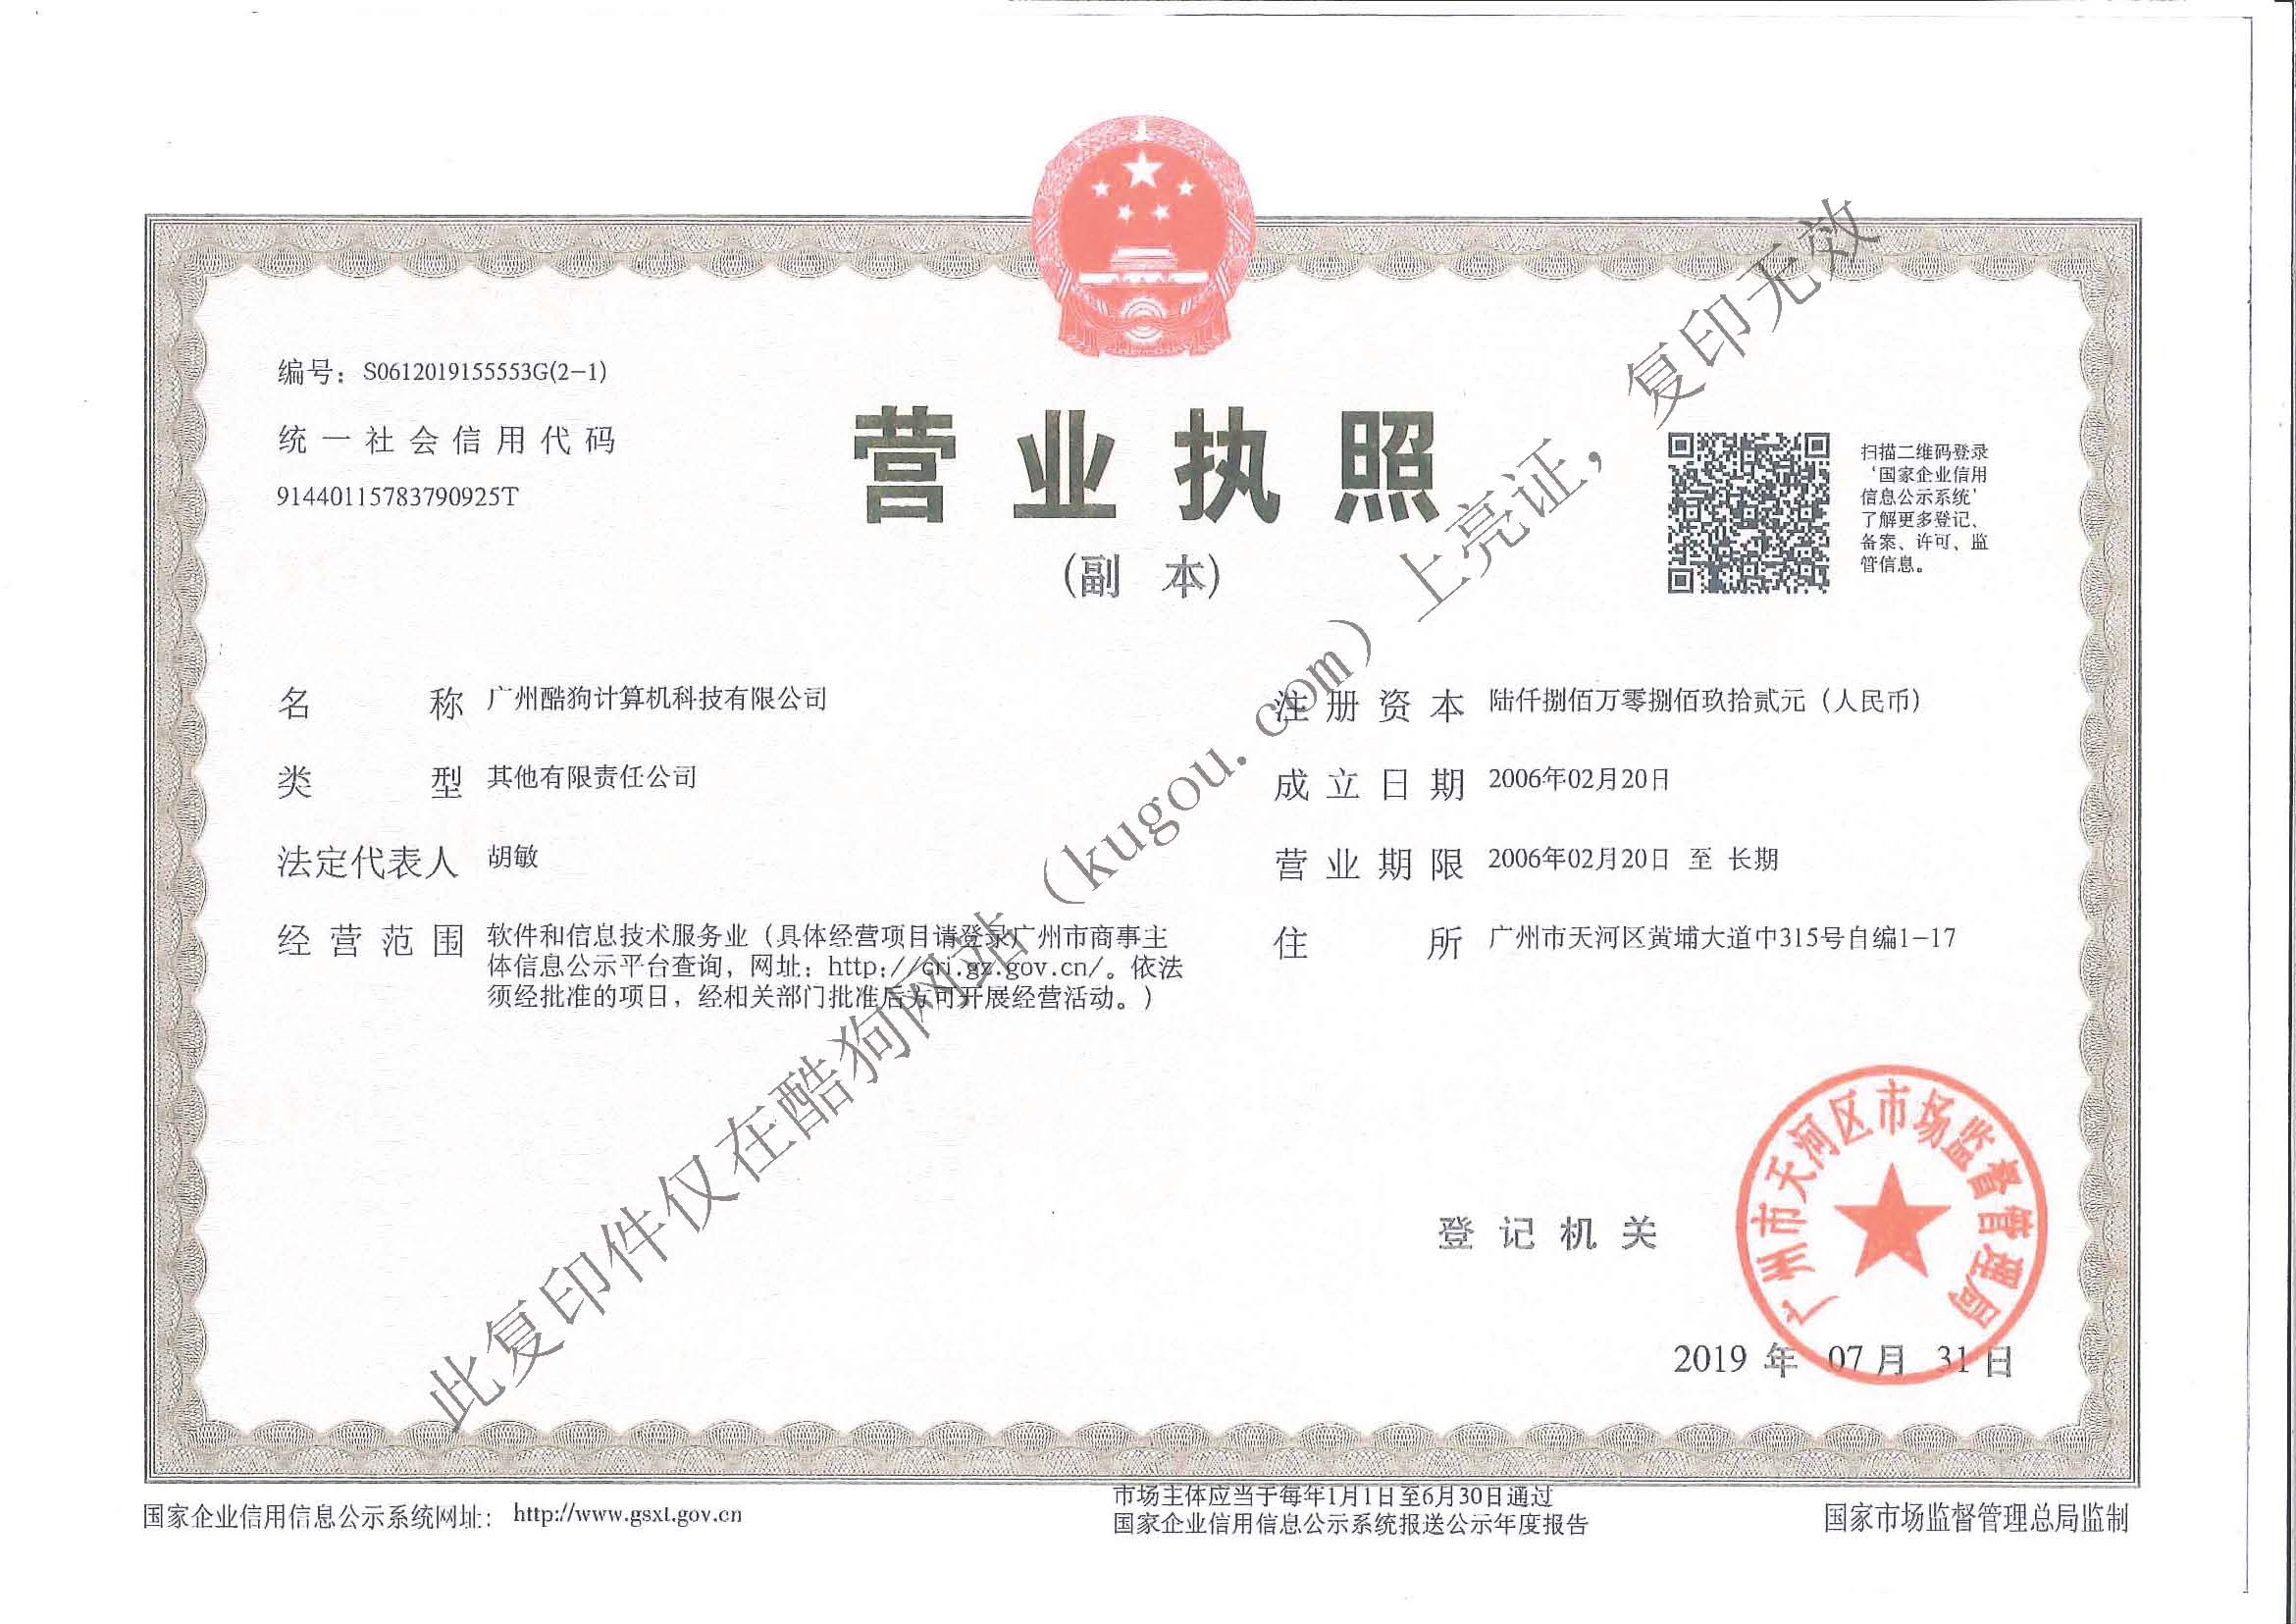 编号：S0612019155553G(2-1)
统一社会信用代码
91440115783790925T
营业执照
(副 本)
扫描二维码登录
‘国家企业信用
信息公示系统’
了解更多登记、
备案、许可、监
管信息。
名 称 广州酷狗计算机科技有限公司
类 型 其他有限责任公司
法定代表人 胡敏
经营范围 软件和信息技术服务业（具体经营项目请登录广州市商事主
体信息公示平台查询，网址：http://cri.gz.gov.cn/。依法
须经批准的项目，经相关部门批准后方可开展经营活动。）
注册资本 陆仟捌佰万零捌佰玖拾贰元（人民币）
成立日期 2006年02月20日
营业期限 2006年02月20日 至 长期
住 所 广州市天河区黄埔大道中315号自编1-17
此复印件仅在酷狗网站（kugou.com）上亮证，复印无效
登记机关
广州市天河区市场监督管理局
2019 年 07 月 31 日
国家企业信用信息公示系统网址： http://www.gsxt.gov.cn
市场主体应当于每年1月1日至6月30日通过
国家企业信用信息公示系统报送公示年度报告
国家市场监督管理总局监制